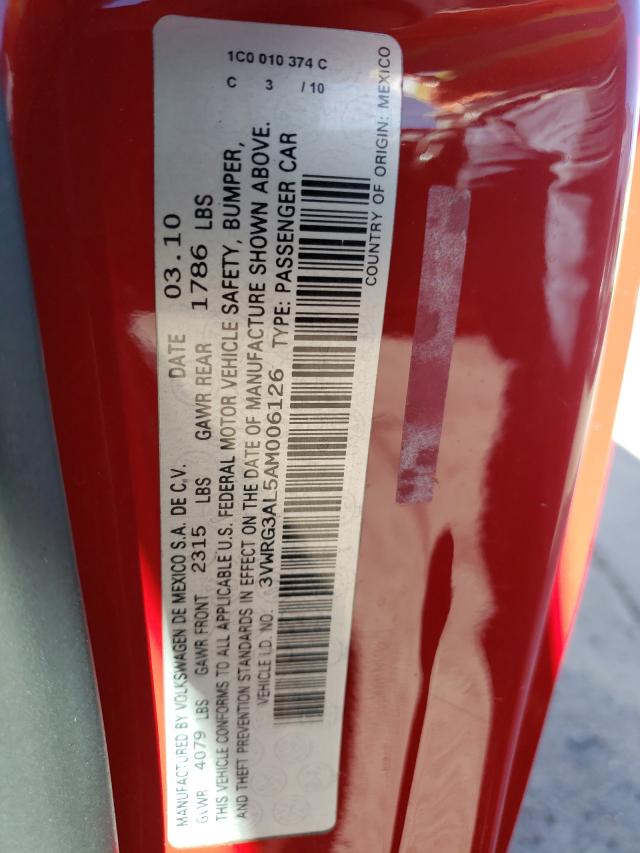 1C0 010 374 C
C 3 / 10
MANUFACTURED BY VOLKSWAGEN DE MEXICO S.A. DE C.V. DATE 03.10
GVWR 4079 LBS GAWR FRONT 2315 LBS GAWR REAR 1786 LBS
THIS VEHICLE CONFORMS TO ALL APPLICABLE U.S. FEDERAL MOTOR VEHICLE SAFETY, BUMPER,
AND THEFT PREVENTION STANDARDS IN EFFECT ON THE DATE OF MANUFACTURE SHOWN ABOVE.
VEHICLE I.D. NO. 3VWRG3AL5AM006126 TYPE: PASSENGER CAR
COUNTRY OF ORIGIN: MEXICO